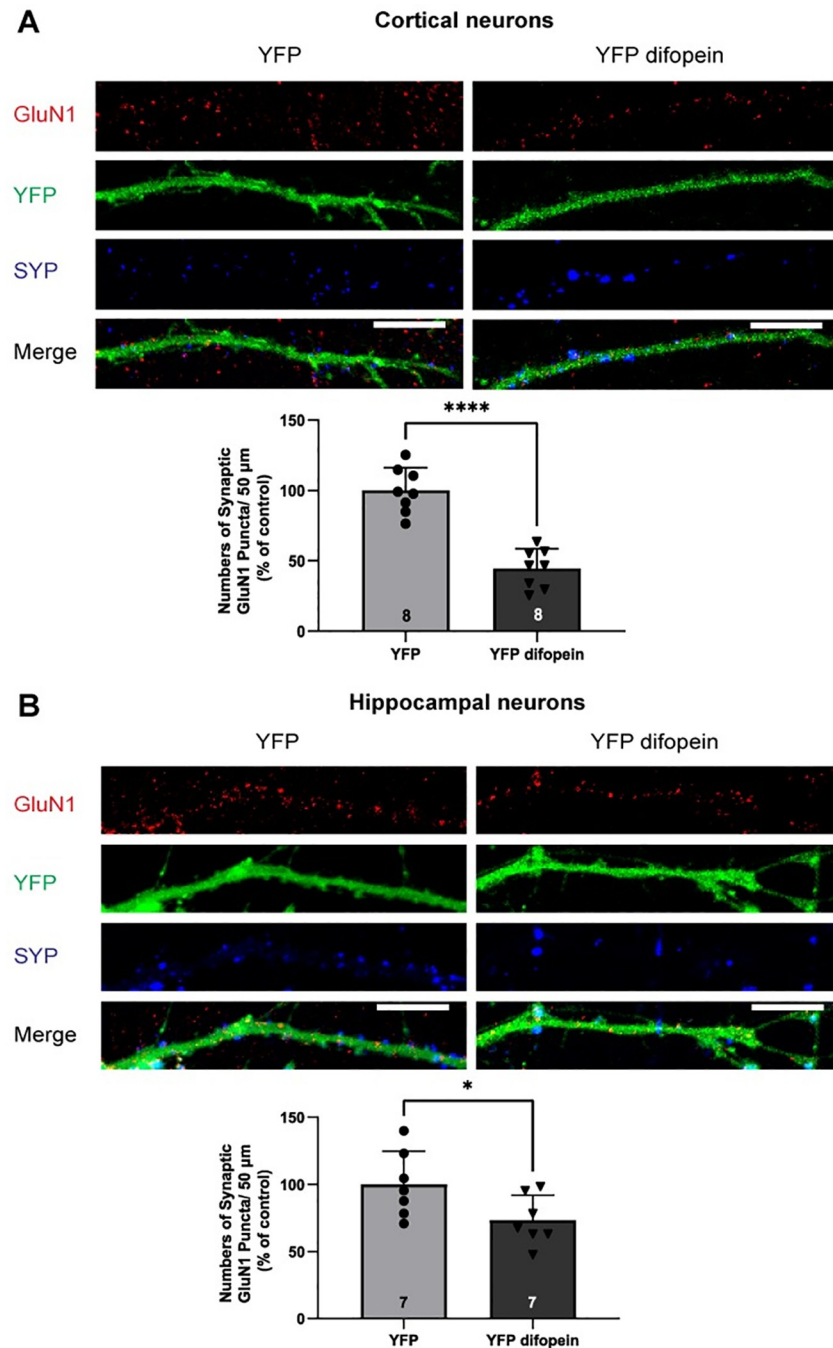 A
Cortical neurons
YFP
YFP difopein
GluN1
YFP
SYP
Merge
****
Numbers of Synaptic
GluN1 Puncta/ 50 µm
(% of control)
150
100
50
0
8
8
YFP
YFP difopein
B
Hippocampal neurons
YFP
YFP difopein
GluN1
YFP
SYP
Merge
*
Numbers of Synaptic
GluN1 Puncta/ 50 µm
(% of control)
150
100
50
0
7
7
YFP
YFP difopein